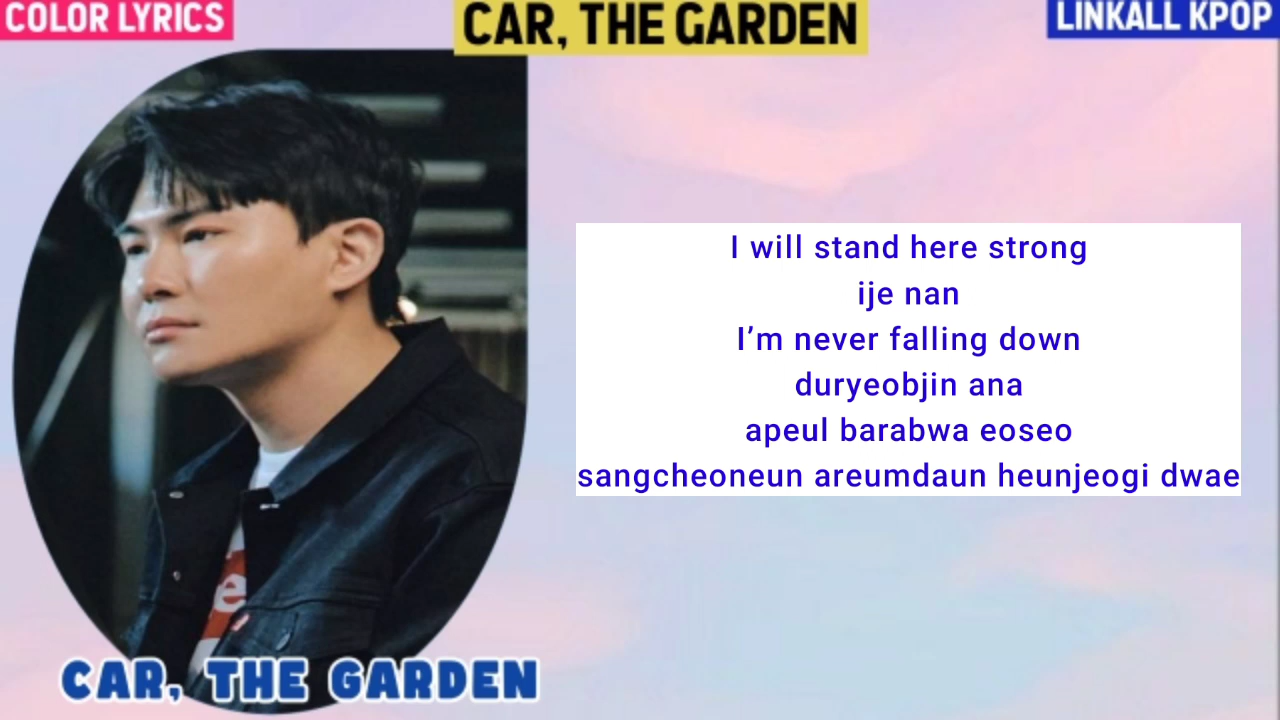 COLOR LYRICS
CAR, THE GARDEN
LINKALL KPOP
I will stand here strong
ije nan
I’m never falling down
duryeobjin ana
apeul barabwa eoseo
sangcheoneun areumdaun heunjeogi dwae
CAR, THE GARDEN